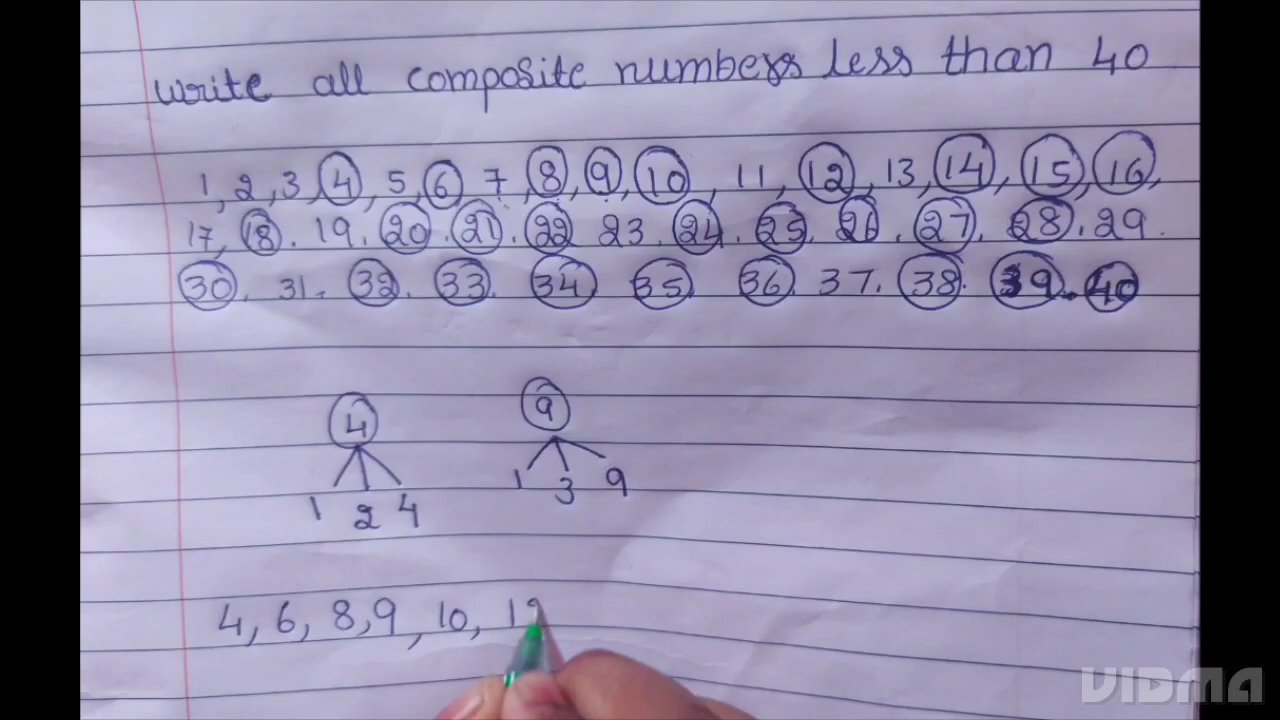 write all composite numbers less than 40
1, 2, 3, 4, 5, 6 7, 8, 9, 10, 11, 12, 13, 14, 15, 16,
17, 18. 19. 20. 21. 22 23. 24. 25. 26. 27. 28. 29.
30. 31. 32. 33. 34 35 36. 37. 38. 39. 40
4 9
1 2 4 1 3 9
4, 6, 8, 9, 10, 12
VIDMA